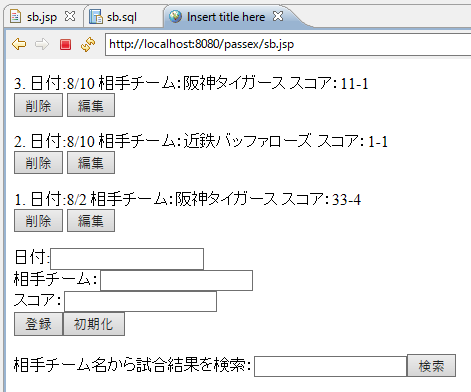 sb.jsp sb.sql Insert title here
http://localhost:8080/passex/sb.jsp
3. 日付:8/10 相手チーム：阪神タイガース スコア：11-1
削除 編集
2. 日付:8/10 相手チーム：近鉄バッファローズ スコア：1-1
削除 編集
1. 日付:8/2 相手チーム：阪神タイガース スコア：33-4
削除 編集
日付:
相手チーム：
スコア：
登録 初期化
相手チーム名から試合結果を検索： 検索